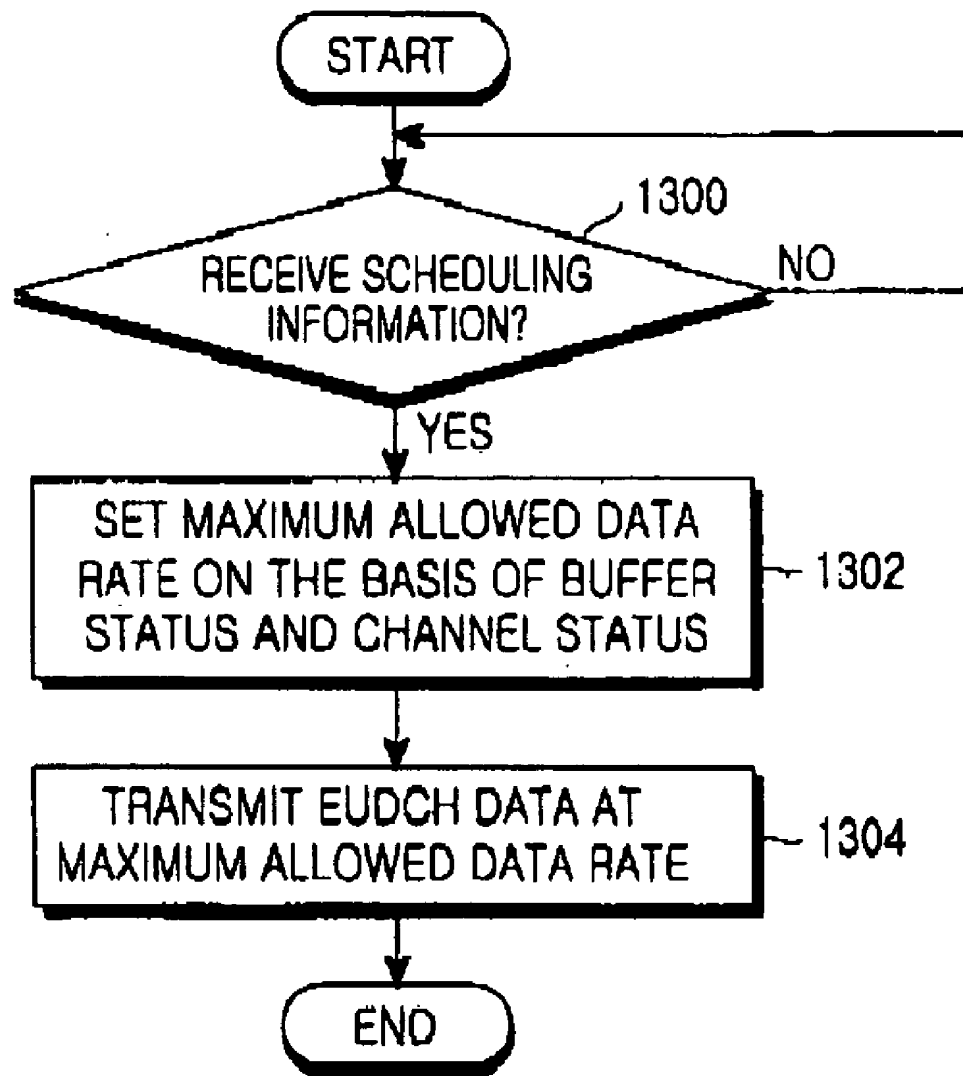 START
1300
RECEIVE SCHEDULING
INFORMATION?
NO
YES
SET MAXIMUM ALLOWED DATA
RATE ON THE BASIS OF BUFFER
STATUS AND CHANNEL STATUS
1302
TRANSMIT EUDCH DATA AT
MAXIMUM ALLOWED DATA RATE
1304
END